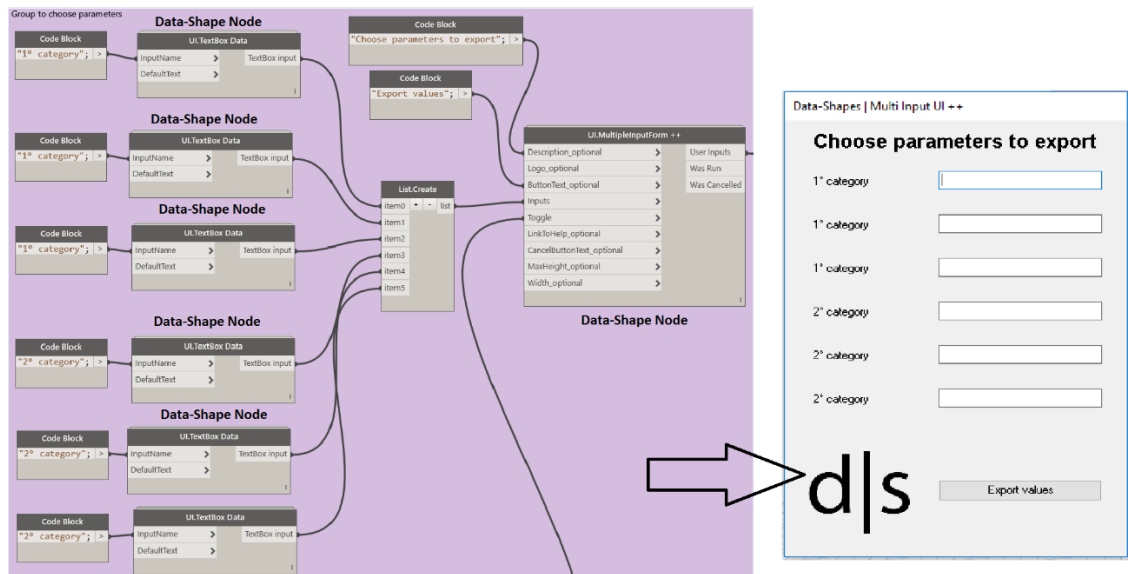 Group to choose parameters
Data-Shape Node
Code Block
"1º category"; >
UI.TextBox Data
InputName > TextBox input
DefaultText >
Data-Shape Node
Code Block
"1º category"; >
UI.TextBox Data
InputName > TextBox input
DefaultText >
Data-Shape Node
Code Block
"1º category"; >
UI.TextBox Data
InputName > TextBox input
DefaultText >
Data-Shape Node
Code Block
"2º category"; >
UI.TextBox Data
InputName > TextBox input
DefaultText >
Data-Shape Node
Code Block
"2º category"; >
UI.TextBox Data
InputName > TextBox input
DefaultText >
Code Block
"2º category"; >
UI.TextBox Data
InputName > TextBox input
DefaultText >
Code Block
"Choose parameters to export"; >
Code Block
"Export values"; >
List.Create
item0 + - list
item1
item2
item3
item4
item5
UI.MultipleInputForm ++
Description_optional > User Inputs
Logo_optional > Was Run
ButtonText_optional > Was Cancelled
Inputs >
Toggle >
LinkToHelp_optional >
CancelButtonText_optional >
MaxHeight_optional >
Width_optional >
Data-Shape Node
Data-Shapes | Multi Input UI ++
Choose parameters to export
1° category
1° category
1° category
2° category
2° category
2° category
d|s
Export values